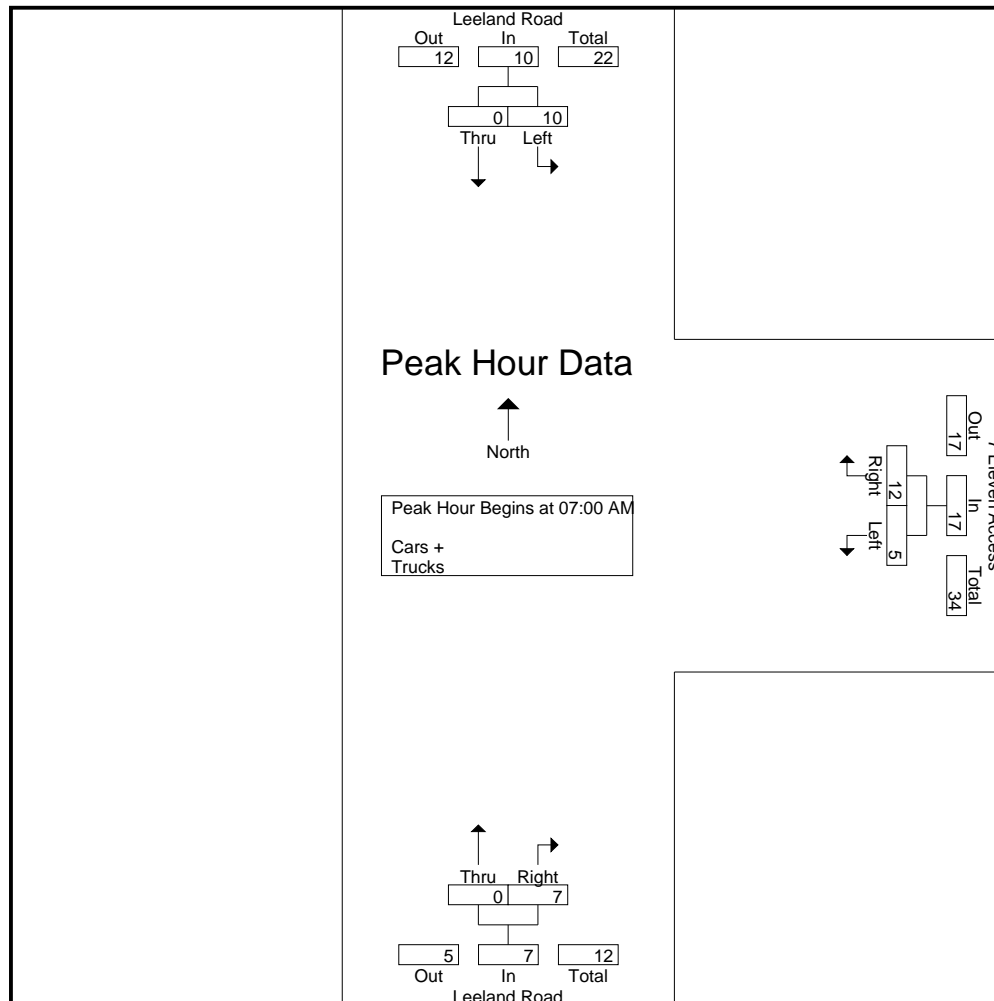 Leeland Road
Out In Total
12 10 22
0 10
Thru Left
Peak Hour Data
North
Peak Hour Begins at 07:00 AM
Cars +
Trucks
Eleven Access
Out In Total
17 17 34
12 5
Right Left
Thru Right
0 7
5 7 12
Out In Total
Leeland Road